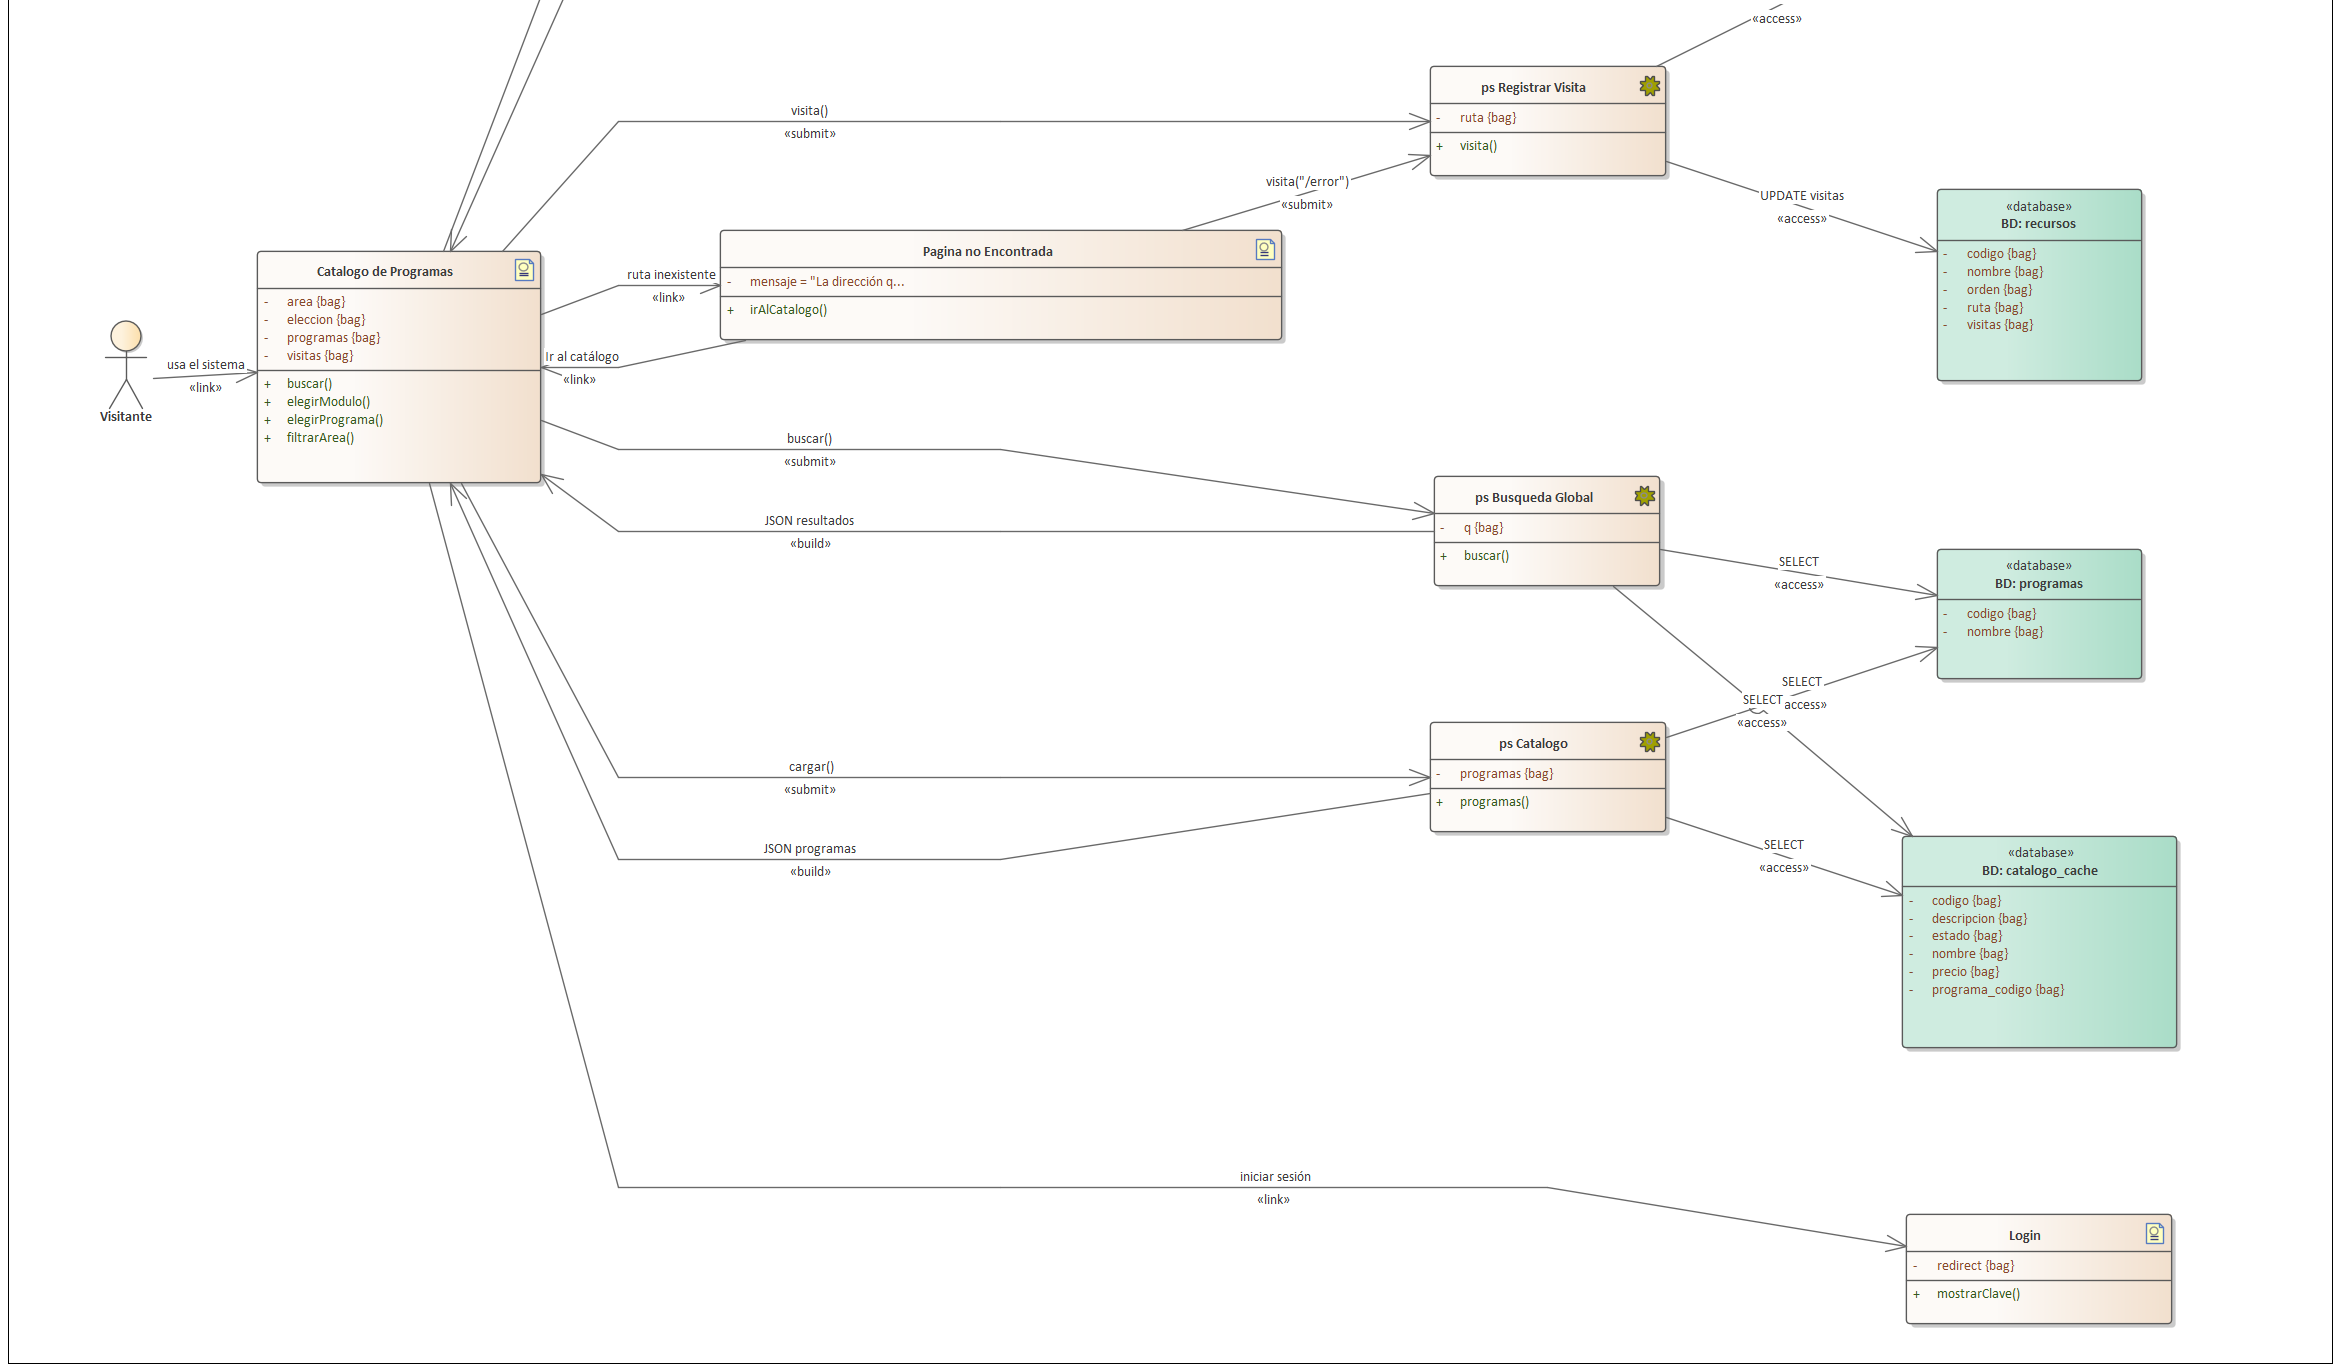 «access»
ps Registrar Visita
- ruta {bag}
+ visita()
visita()
«submit»
visita("/error")
«submit»
UPDATE visitas
«access»
«database»
BD: recursos
- codigo {bag}
- nombre {bag}
- orden {bag}
- ruta {bag}
- visitas {bag}
Pagina no Encontrada
- mensaje = "La dirección q...
+ irAlCatalogo()
ruta inexistente
«link»
Ir al catálogo
«link»
Catalogo de Programas
- area {bag}
- eleccion {bag}
- programas {bag}
- visitas {bag}
+ buscar()
+ elegirModulo()
+ elegirPrograma()
+ filtrarArea()
usa el sistema
«link»
Visitante
buscar()
«submit»
JSON resultados
«build»
ps Busqueda Global
- q {bag}
+ buscar()
SELECT
«access»
«database»
BD: programas
- codigo {bag}
- nombre {bag}
SELECT
access»
SELECT
«access»
cargar()
«submit»
JSON programas
«build»
ps Catalogo
- programas {bag}
+ programas()
SELECT
«access»
«database»
BD: catalogo_cache
- codigo {bag}
- descripcion {bag}
- estado {bag}
- nombre {bag}
- precio {bag}
- programa_codigo {bag}
iniciar sesión
«link»
Login
- redirect {bag}
+ mostrarClave()